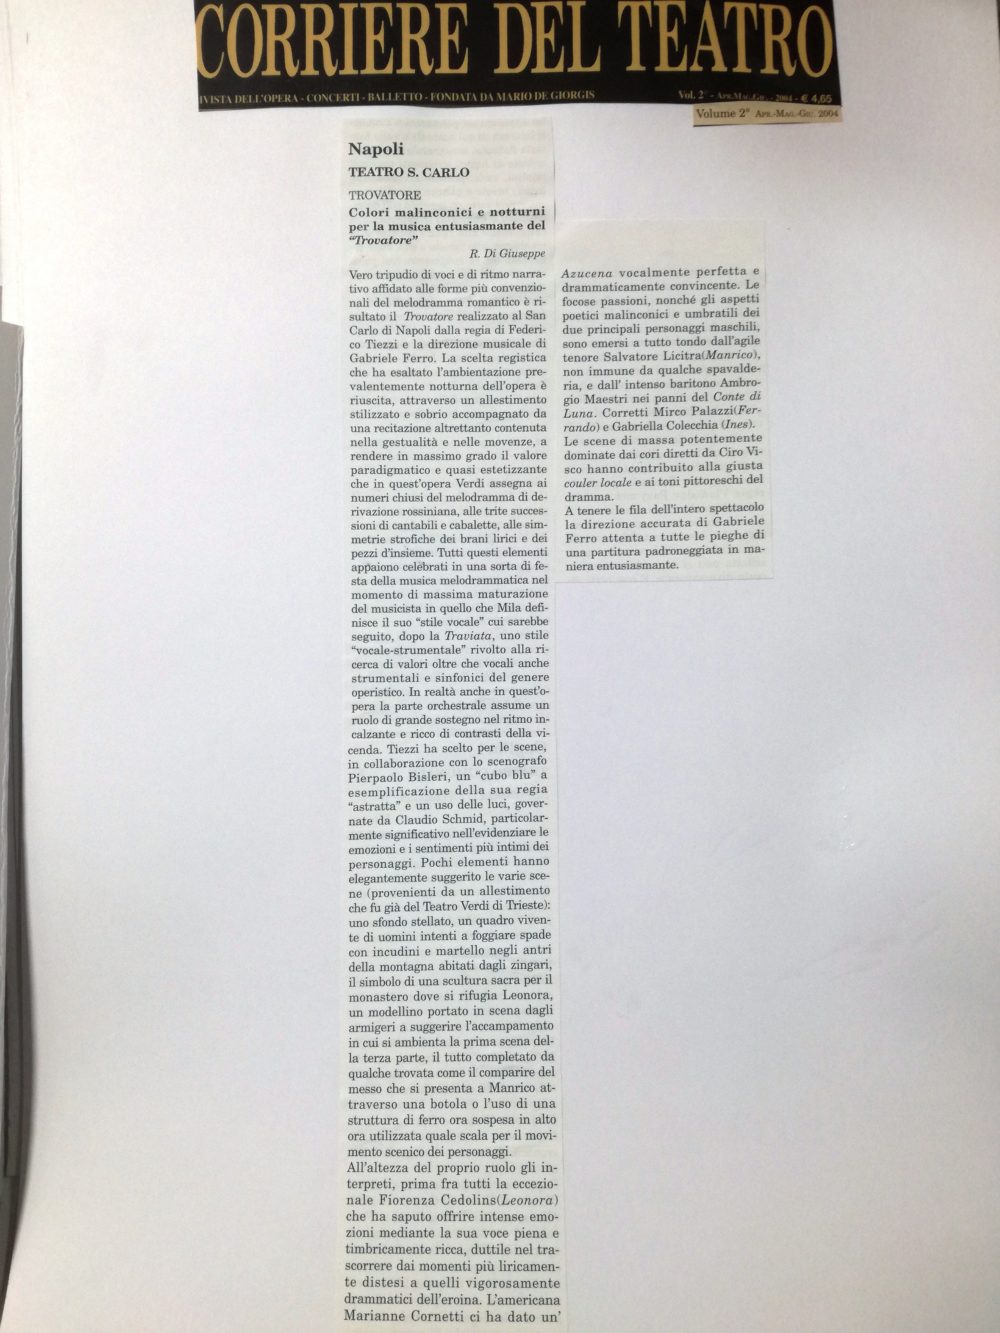 CORRIERE DEL TEATRO
IVISTA DELL'OPERA - CONCERTI - BALLETTO - FONDATA DA MARIO DE GIORGIS
Vol. 2° - APR.MAG.GIU. - 2004 - € 4,65
Volume 2° APR.-MAG.-GIU. 2004
Napoli
TEATRO S. CARLO
TROVATORE
Colori malinconici e notturni
per la musica entusiasmante del
“Trovatore”
R. Di Giuseppe
Vero tripudio di voci e di ritmo narra-
tivo affidato alle forme più convenzio-
nali del melodramma romantico è ri-
sultato il Trovatore realizzato al San
Carlo di Napoli dalla regia di Federi-
co Tiezzi e la direzione musicale di
Gabriele Ferro. La scelta registica
che ha esaltato l'ambientazione pre-
valentemente notturna dell'opera è
riuscita, attraverso un allestimento
stilizzato e sobrio accompagnato da
una recitazione altrettanto contenuta
nella gestualità e nelle movenze, a
rendere in massimo grado il valore
paradigmatico e quasi estetizzante
che in quest'opera Verdi assegna ai
numeri chiusi del melodramma di de-
rivazione rossiniana, alle trite succes-
sioni di cantabili e cabalette, alle sim-
metrie strofiche dei brani lirici e dei
pezzi d'insieme. Tutti questi elementi
appaiono celebrati in una sorta di fe-
sta della musica melodrammatica nel
momento di massima maturazione
del musicista in quello che Mila defi-
nisce il suo “stile vocale” cui sarebbe
seguito, dopo la Traviata, uno stile
“vocale-strumentale” rivolto alla ri-
cerca di valori oltre che vocali anche
strumentali e sinfonici del genere
operistico. In realtà anche in quest'o-
pera la parte orchestrale assume un
ruolo di grande sostegno nel ritmo in-
calzante e ricco di contrasti della vi-
cenda. Tiezzi ha scelto per le scene,
in collaborazione con lo scenografo
Pierpaolo Bisleri, un “cubo blu” a
esemplificazione della sua regia
“astratta” e un uso delle luci, gover-
nate da Claudio Schmid, particolar-
mente significativo nell'evidenziare le
emozioni e i sentimenti più intimi dei
personaggi. Pochi elementi hanno
elegantemente suggerito le varie sce-
ne (provenienti da un allestimento
che fu già del Teatro Verdi di Trieste):
uno sfondo stellato, un quadro viven-
te di uomini intenti a foggiare spade
con incudini e martello negli antri
della montagna abitati dagli zingari,
il simbolo di una scultura sacra per il
monastero dove si rifugia Leonora,
un modellino portato in scena dagli
armigeri a suggerire l'accampamento
in cui si ambienta la prima scena del-
la terza parte, il tutto completato da
qualche trovata come il comparire del
messo che si presenta a Manrico at-
traverso una botola o l'uso di una
struttura di ferro ora sospesa in alto
ora utilizzata quale scala per il movi-
mento scenico dei personaggi.
All'altezza del proprio ruolo gli in-
terpreti, prima fra tutti la eccezio-
nale Fiorenza Cedolins(Leonora)
che ha saputo offrire intense emo-
zioni mediante la sua voce piena e
timbricamente ricca, duttile nel tra-
scorrere dai momenti più liricamen-
te distesi a quelli vigorosamente
drammatici dell'eroina. L'americana
Marianne Cornetti ci ha dato un'
Azucena vocalmente perfetta e
drammaticamente convincente. Le
focose passioni, nonché gli aspetti
poetici malinconici e umbratili dei
due principali personaggi maschili,
sono emersi a tutto tondo dall'agile
tenore Salvatore Licitra(Manrico),
non immune da qualche spavalde-
ria, e dall' intenso baritono Ambro-
gio Maestri nei panni del Conte di
Luna. Corretti Mirco Palazzi(Fer-
rando) e Gabriella Colecchia (Ines).
Le scene di massa potentemente
dominate dai cori diretti da Ciro Vi-
sco hanno contribuito alla giusta
couler locale e ai toni pittoreschi del
dramma.
A tenere le fila dell'intero spettacolo
la direzione accurata di Gabriele
Ferro attenta a tutte le pieghe di
una partitura padroneggiata in ma-
niera entusiasmante.